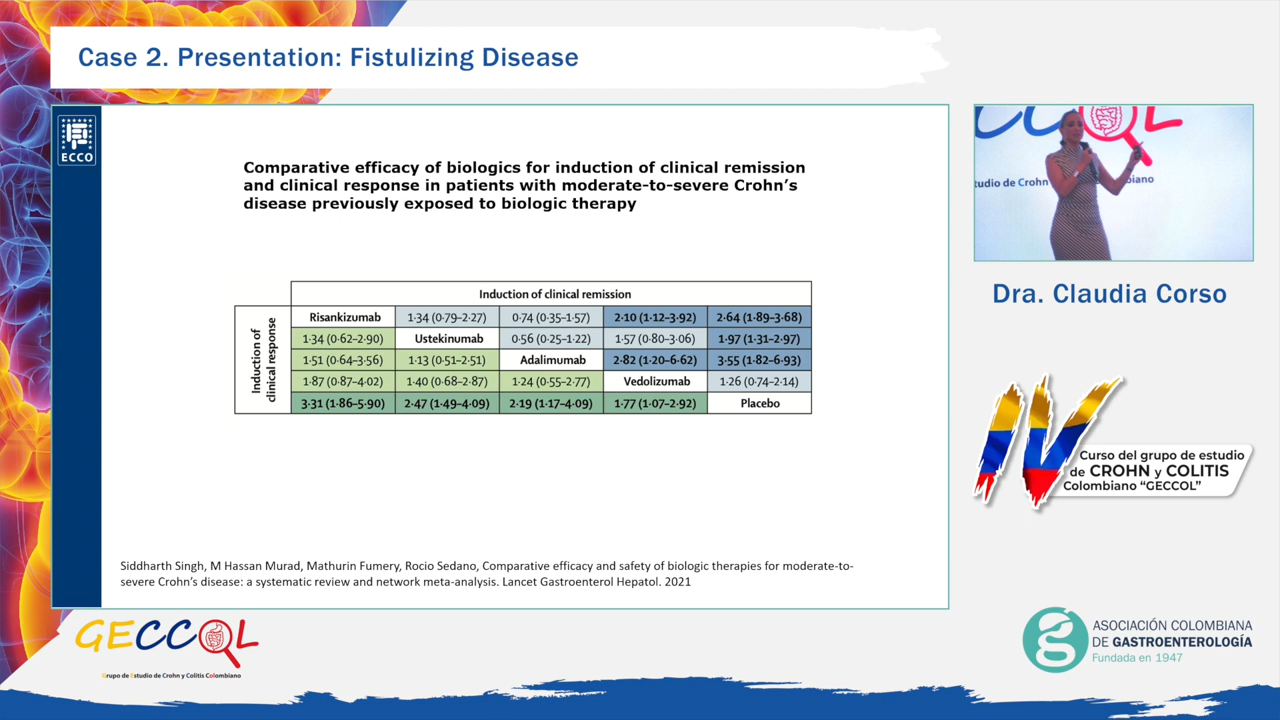 Case 2. Presentation: Fistulizing Disease
ECCO
Comparative efficacy of biologics for induction of clinical remission
and clinical response in patients with moderate-to-severe Crohn’s
disease previously exposed to biologic therapy
Induction of clinical remission
Induction of
clinical response
Risankizumab 1·34 (0·79–2·27) 0·74 (0·35–1·57) 2·10 (1·12–3·92) 2·64 (1·89–3·68)
1·34 (0·62–2·90) Ustekinumab 0·56 (0·25–1·22) 1·57 (0·80–3·06) 1·97 (1·31–2·97)
1·51 (0·64–3·56) 1·13 (0·51–2·51) Adalimumab 2·82 (1·20–6·62) 3·55 (1·82–6·93)
1·87 (0·87–4·02) 1·40 (0·68–2·87) 1·24 (0·55–2·77) Vedolizumab 1·26 (0·74–2·14)
3·31 (1·86–5·90) 2·47 (1·49–4·09) 2·19 (1·17–4·09) 1·77 (1·07–2·92) Placebo
Siddharth Singh, M Hassan Murad, Mathurin Fumery, Rocio Sedano, Comparative efficacy and safety of biologic therapies for moderate-to-
severe Crohn’s disease: a systematic review and network meta-analysis. Lancet Gastroenterol Hepatol. 2021
tudio de Crohn biano
Dra. Claudia Corso
IV
Curso del grupo de estudio
de CROHN y COLITIS
Colombiano “GECCOL”
GECCOL
Grupo de Estudio de Crohn y Colitis Colombiano
ASOCIACIÓN COLOMBIANA
DE GASTROENTEROLOGÍA
Fundada en 1947